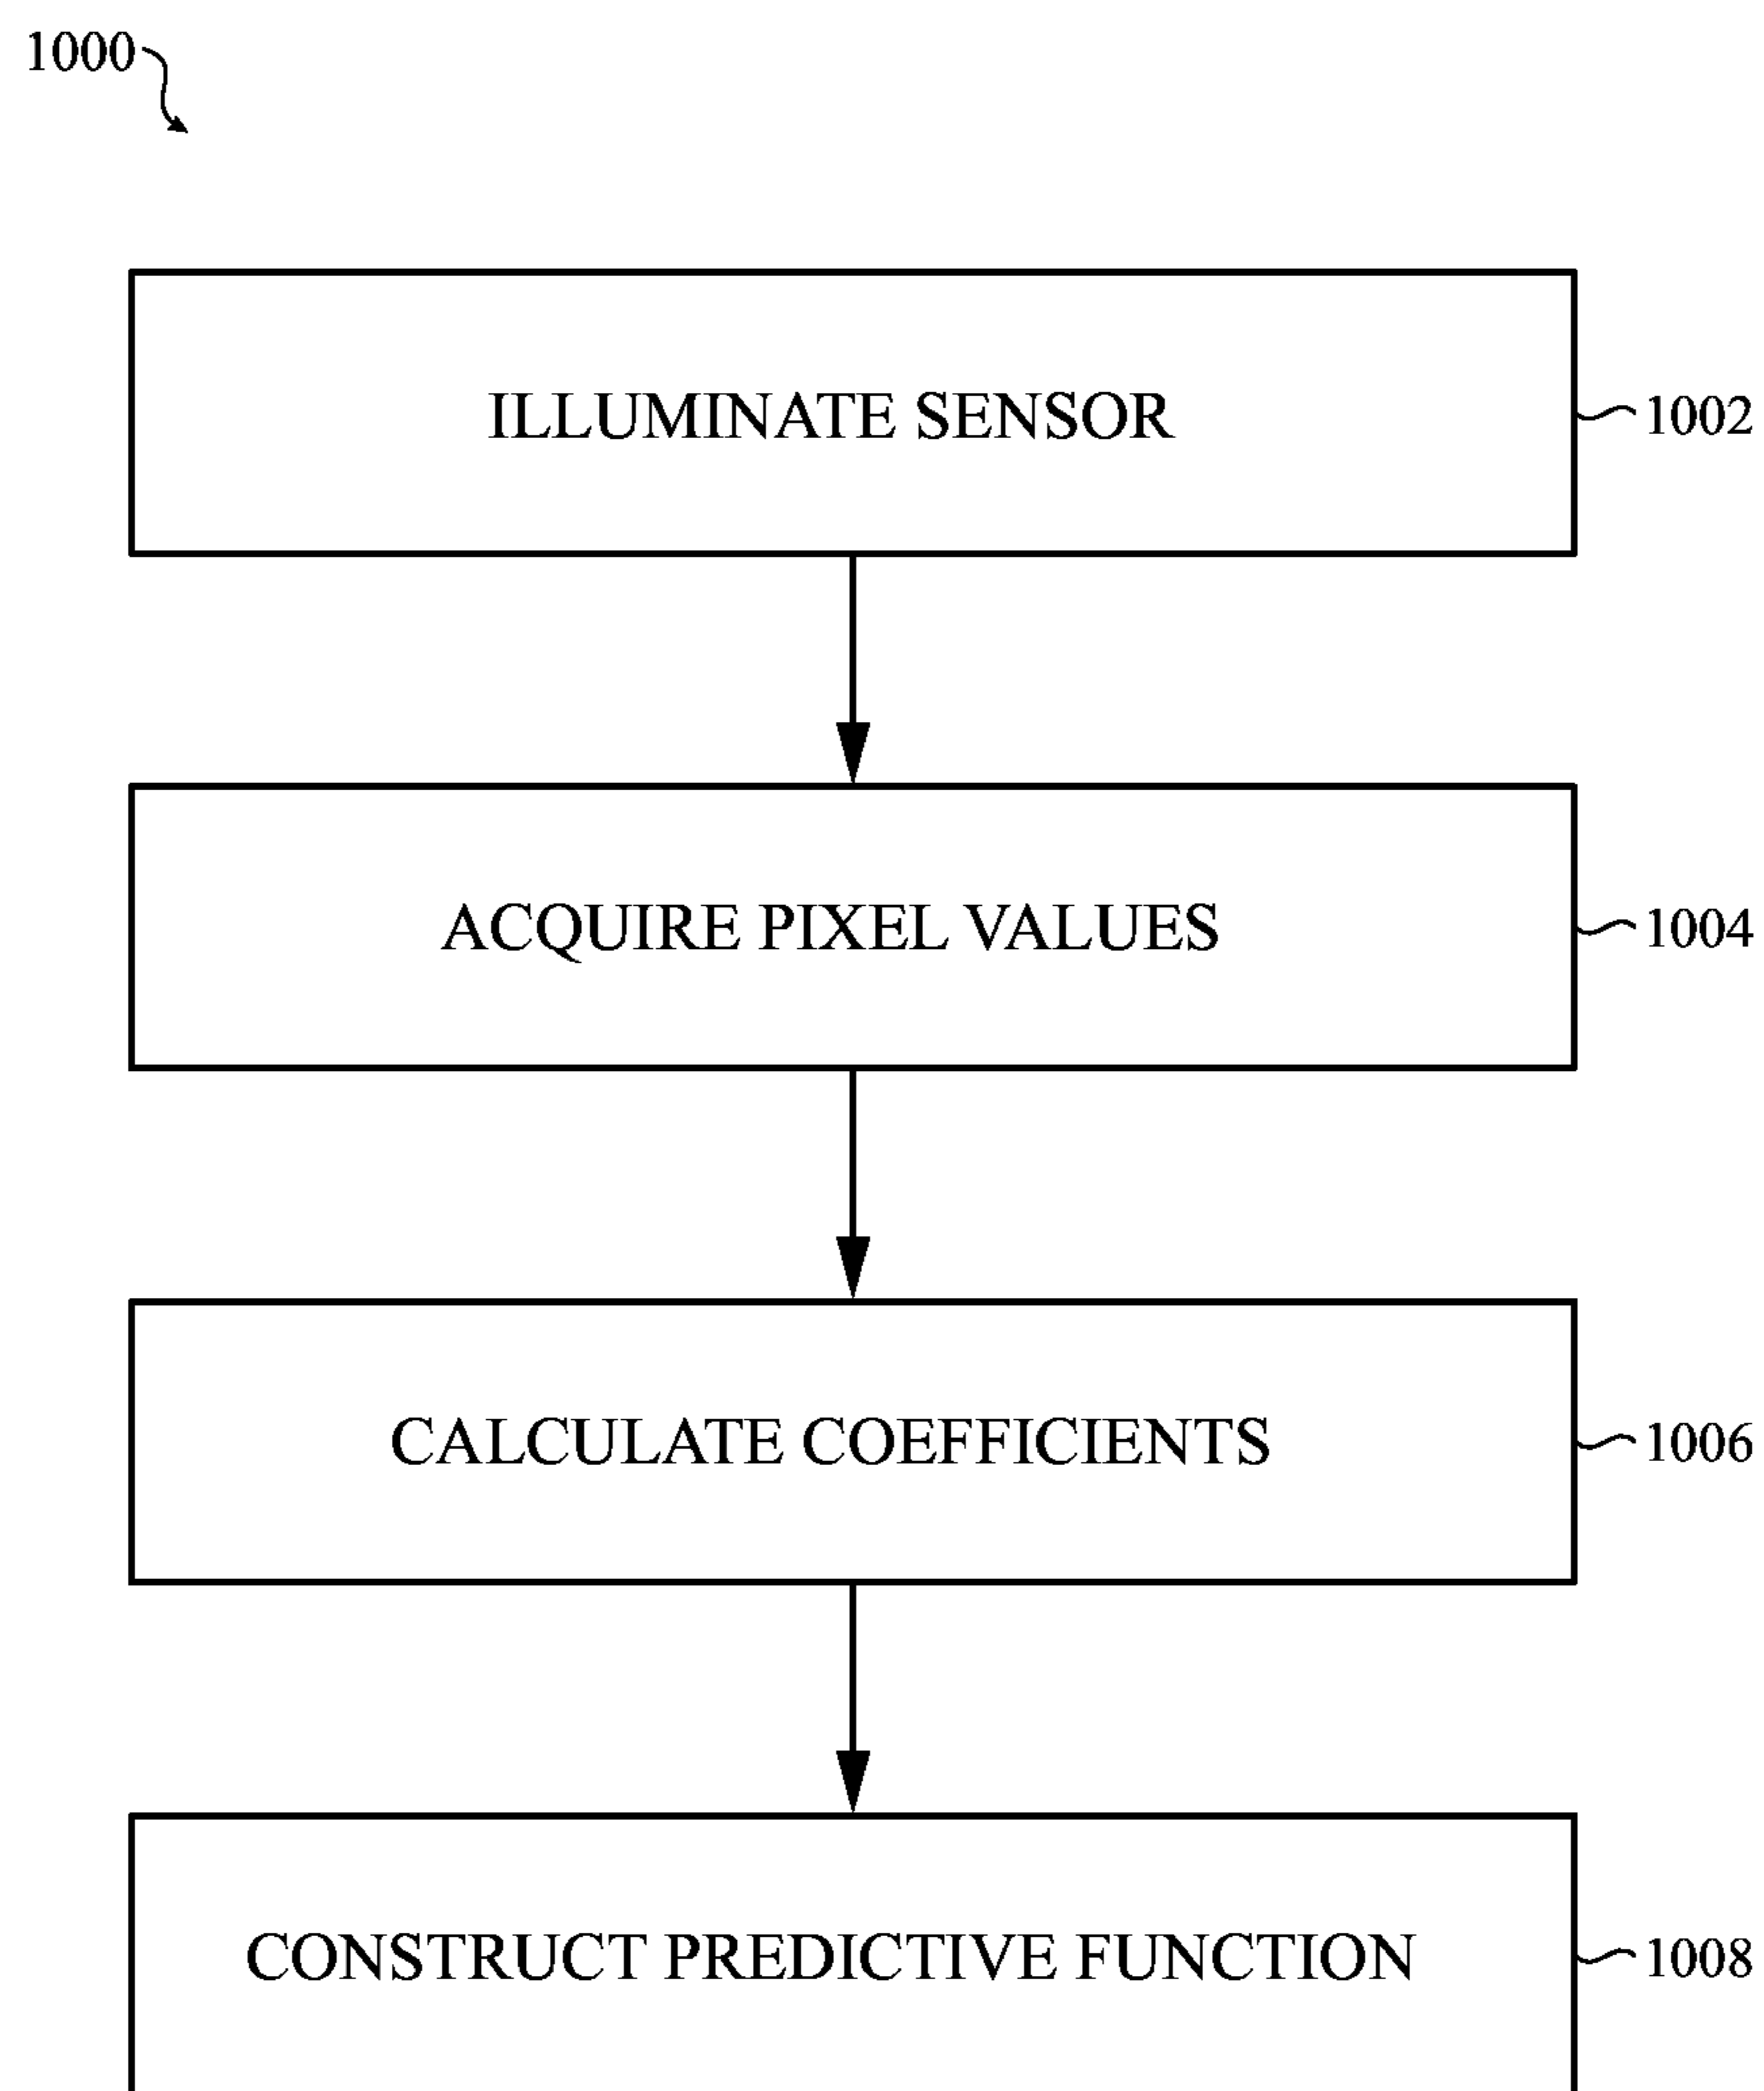 1000
ILLUMINATE SENSOR
1002
ACQUIRE PIXEL VALUES
1004
CALCULATE COEFFICIENTS
1006
CONSTRUCT PREDICTIVE FUNCTION
1008